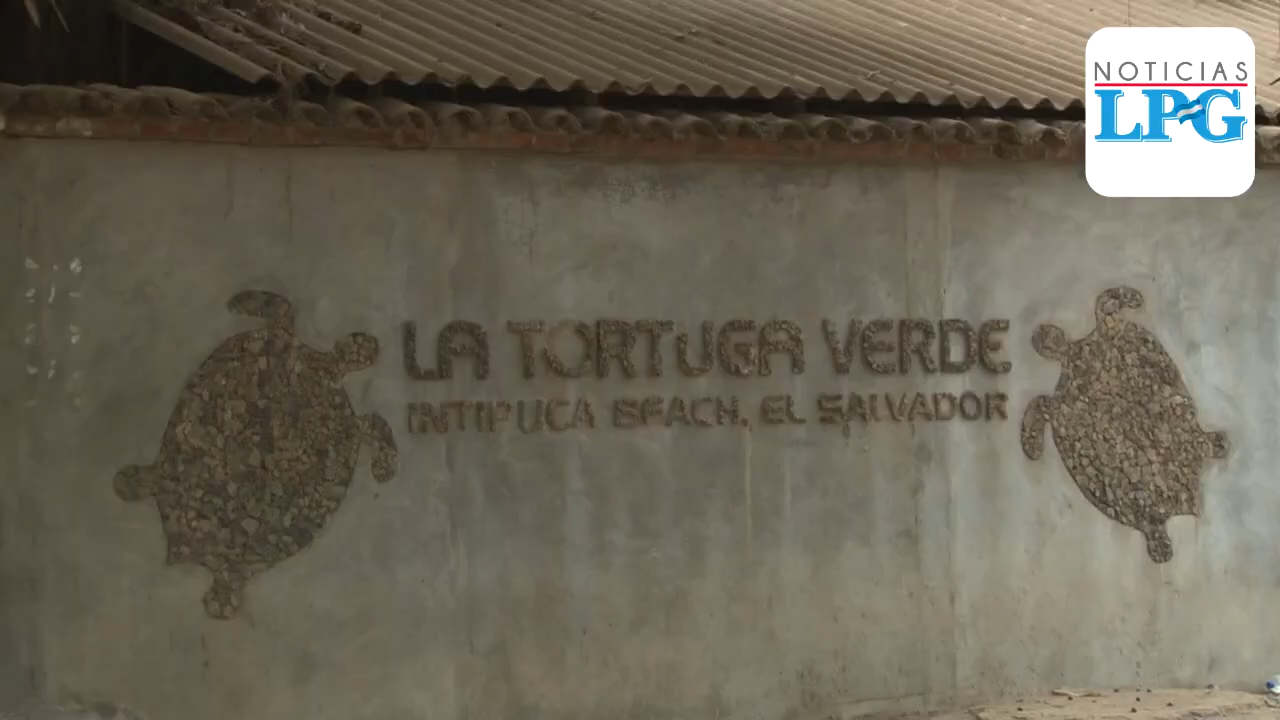 NOTICIAS
LPG
LA TORTUGA VERDE
INTIPUCA BEACH, EL SALVADOR